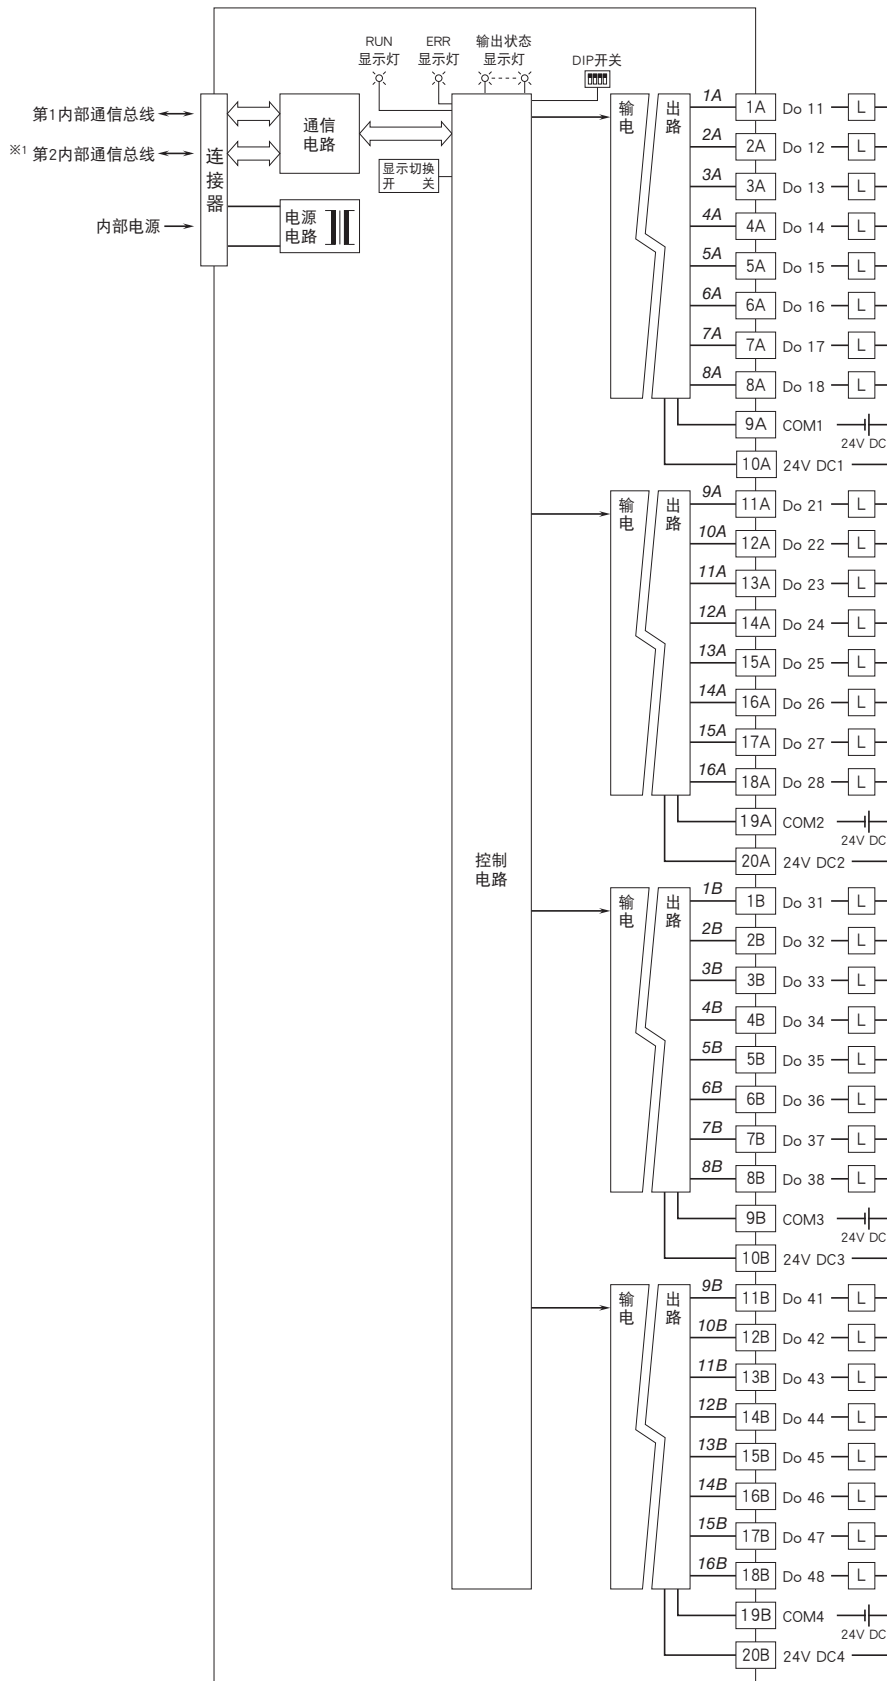 RUN
显示灯
ERR
显示灯
输出状态
显示灯
DIP开关
第1内部通信总线
※1 第2内部通信总线
内部电源
连接器
通信
电路
电源
电路
显示切换
开 关
控制
电路
输 出
电 路
1A 1A Do 11 L
2A 2A Do 12 L
3A 3A Do 13 L
4A 4A Do 14 L
5A 5A Do 15 L
6A 6A Do 16 L
7A 7A Do 17 L
8A 8A Do 18 L
9A COM1
24V DC
10A 24V DC1
输 出
电 路
9A 11A Do 21 L
10A 12A Do 22 L
11A 13A Do 23 L
12A 14A Do 24 L
13A 15A Do 25 L
14A 16A Do 26 L
15A 17A Do 27 L
16A 18A Do 28 L
19A COM2
24V DC
20A 24V DC2
输 出
电 路
1B 1B Do 31 L
2B 2B Do 32 L
3B 3B Do 33 L
4B 4B Do 34 L
5B 5B Do 35 L
6B 6B Do 36 L
7B 7B Do 37 L
8B 8B Do 38 L
9B COM3
24V DC
10B 24V DC3
输 出
电 路
9B 11B Do 41 L
10B 12B Do 42 L
11B 13B Do 43 L
12B 14B Do 44 L
13B 15B Do 45 L
14B 16B Do 46 L
15B 17B Do 47 L
16B 18B Do 48 L
19B COM4
24V DC
20B 24V DC4